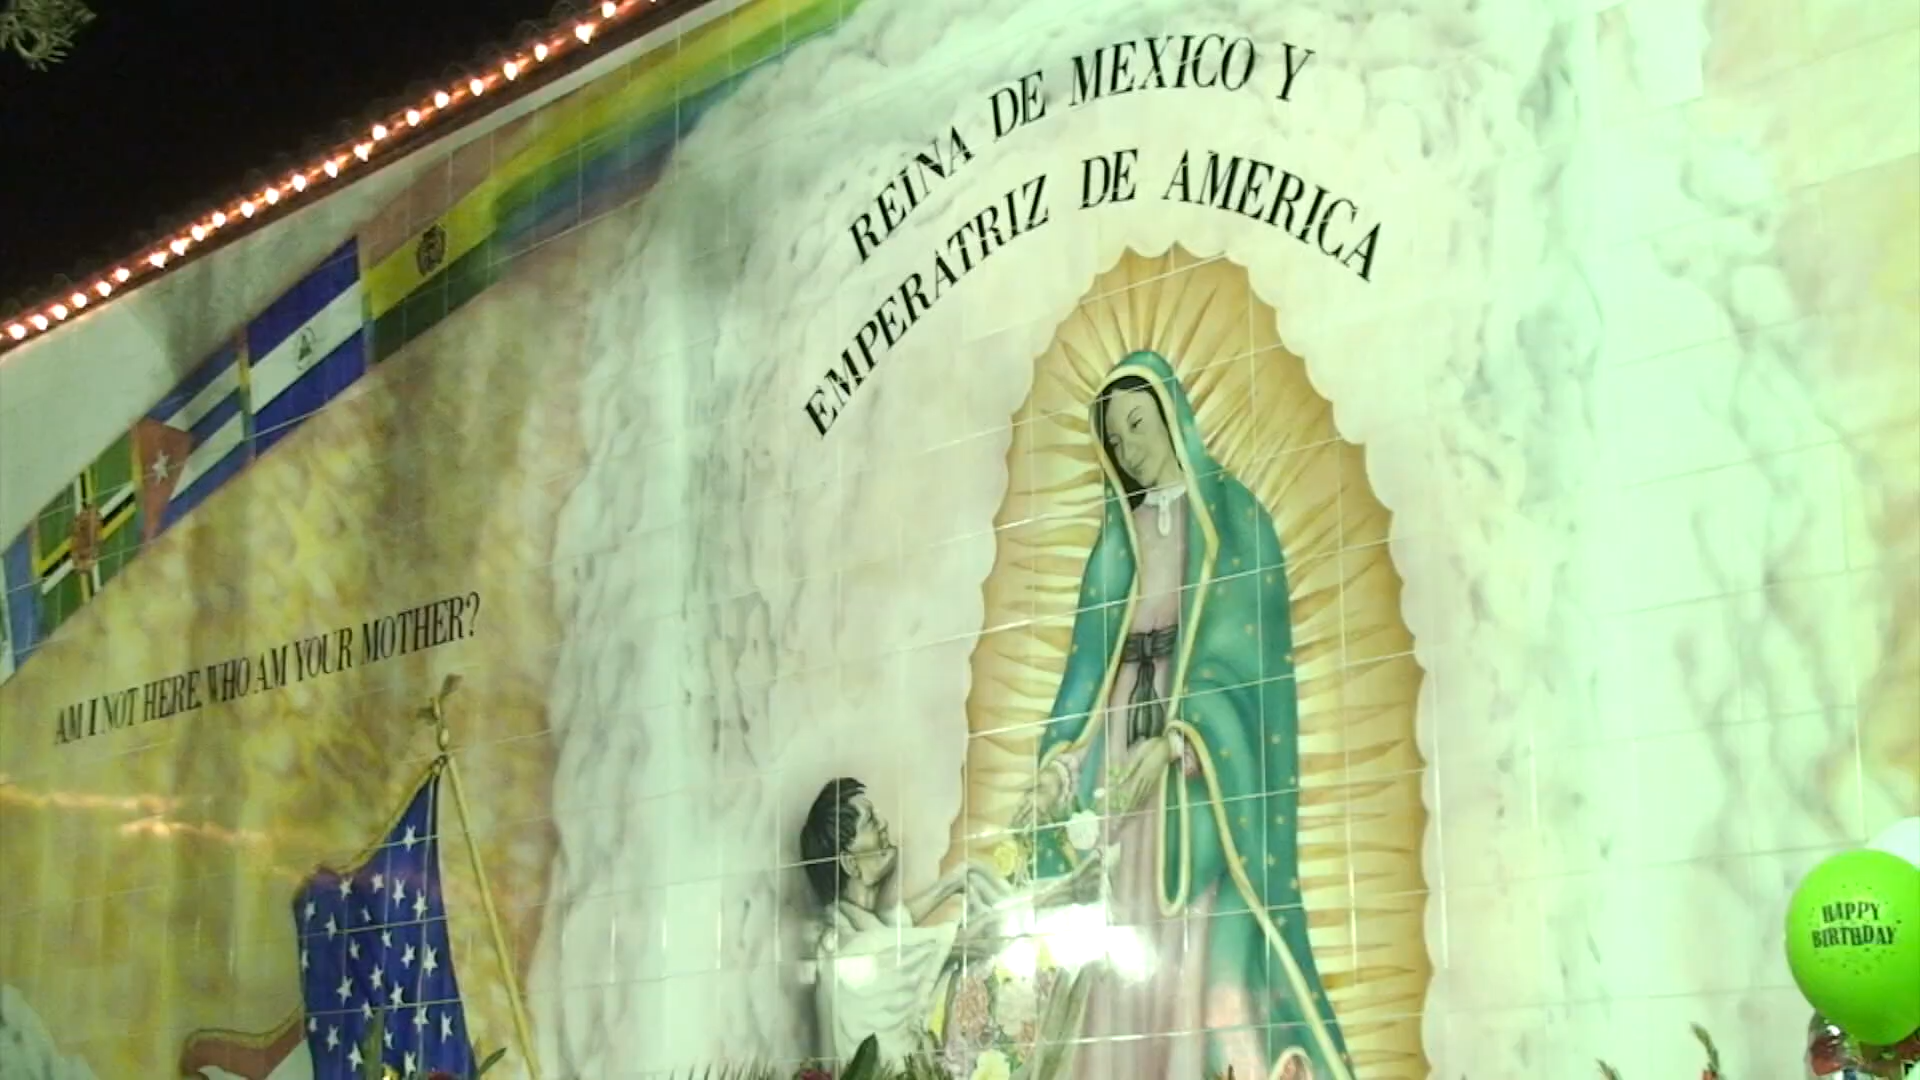 REINA DE MEXICO Y
EMPERATRIZ DE AMERICA
AM I NOT HERE, WHO AM YOUR MOTHER?
HAPPY
BIRTHDAY